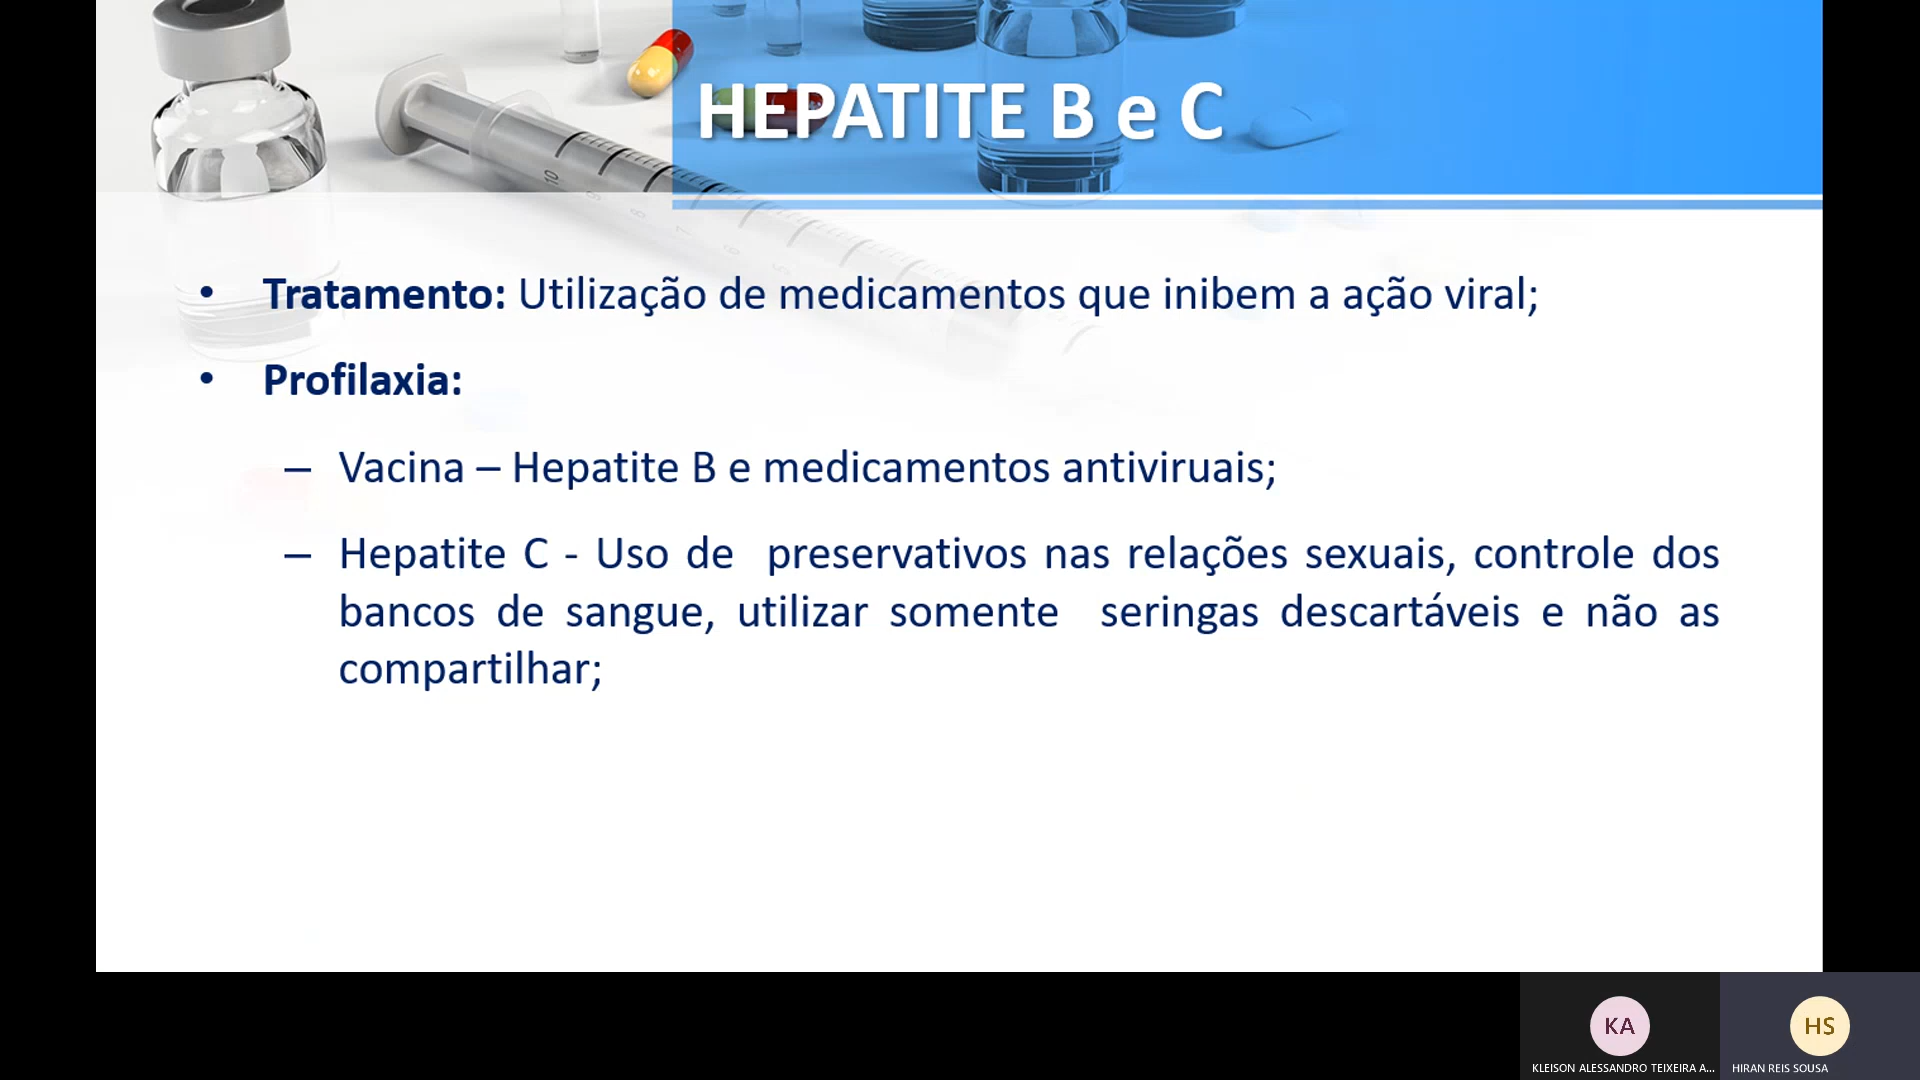 HEPATITE B e C
• Tratamento: Utilização de medicamentos que inibem a ação viral;
• Profilaxia:
– Vacina – Hepatite B e medicamentos antiviruais;
– Hepatite C - Uso de preservativos nas relações sexuais, controle dos
bancos de sangue, utilizar somente seringas descartáveis e não as
compartilhar;
KA
HS
KLEISON ALESSANDRO TEIXEIRA A...
HIRAN REIS SOUSA